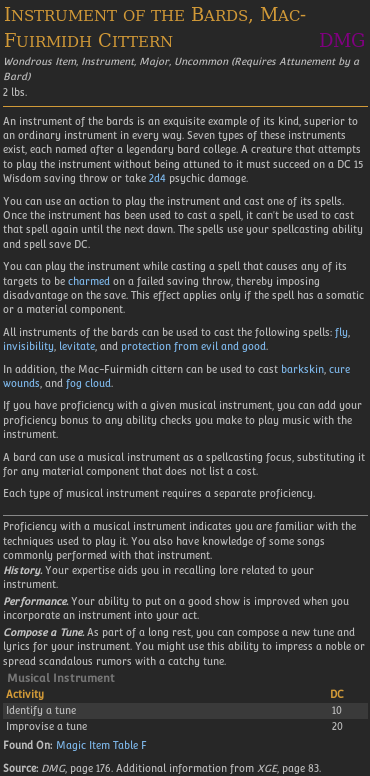 Instrument of the Bards, Mac-
Fuirmidh Cittern DMG
Wondrous Item, Instrument, Major, Uncommon (Requires Attunement by a
Bard)
2 lbs.
An instrument of the bards is an exquisite example of its kind, superior to
an ordinary instrument in every way. Seven types of these instruments
exist, each named after a legendary bard college. A creature that attempts
to play the instrument without being attuned to it must succeed on a DC 15
Wisdom saving throw or take 2d4 psychic damage.
You can use an action to play the instrument and cast one of its spells.
Once the instrument has been used to cast a spell, it can't be used to cast
that spell again until the next dawn. The spells use your spellcasting ability
and spell save DC.
You can play the instrument while casting a spell that causes any of its
targets to be charmed on a failed saving throw, thereby imposing
disadvantage on the save. This effect applies only if the spell has a somatic
or a material component.
All instruments of the bards can be used to cast the following spells: fly,
invisibility, levitate, and protection from evil and good.
In addition, the Mac-Fuirmidh cittern can be used to cast barkskin, cure
wounds, and fog cloud.
If you have proficiency with a given musical instrument, you can add your
proficiency bonus to any ability checks you make to play music with the
instrument.
A bard can use a musical instrument as a spellcasting focus, substituting it
for any material component that does not list a cost.
Each type of musical instrument requires a separate proficiency.
Proficiency with a musical instrument indicates you are familiar with the
techniques used to play it. You also have knowledge of some songs
commonly performed with that instrument.
History. Your expertise aids you in recalling lore related to your
instrument.
Performance. Your ability to put on a good show is improved when you
incorporate an instrument into your act.
Compose a Tune. As part of a long rest, you can compose a new tune and
lyrics for your instrument. You might use this ability to impress a noble or
spread scandalous rumors with a catchy tune.
Musical Instrument
Activity DC
Identify a tune 10
Improvise a tune 20
Found On: Magic Item Table F
Source: DMG, page 176. Additional information from XGE, page 83.